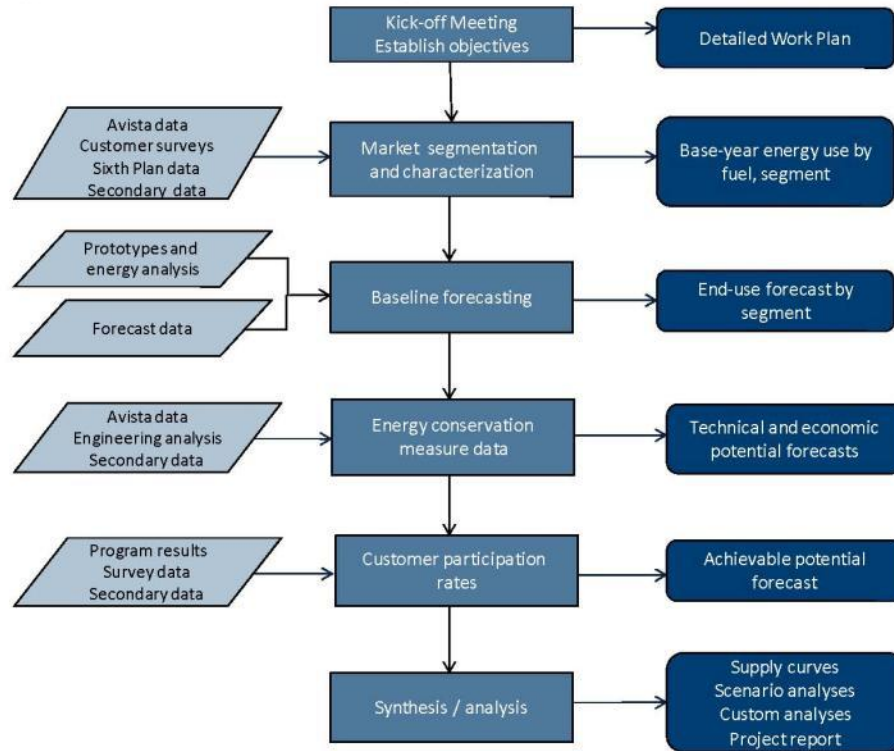 Kick-off Meeting
Establish objectives
Detailed Work Plan
Avista data
Customer surveys
Sixth Plan data
Secondary data
Market segmentation
and characterization
Base-year energy use by
fuel, segment
Prototypes and
energy analysis
Forecast data
Baseline forecasting
End-use forecast by
segment
Avista data
Engineering analysis
Secondary data
Energy conservation
measure data
Technical and economic
potential forecasts
Program results
Survey data
Secondary data
Customer participation
rates
Achievable potential
forecast
Synthesis / analysis
Supply curves
Scenario analyses
Custom analyses
Project report